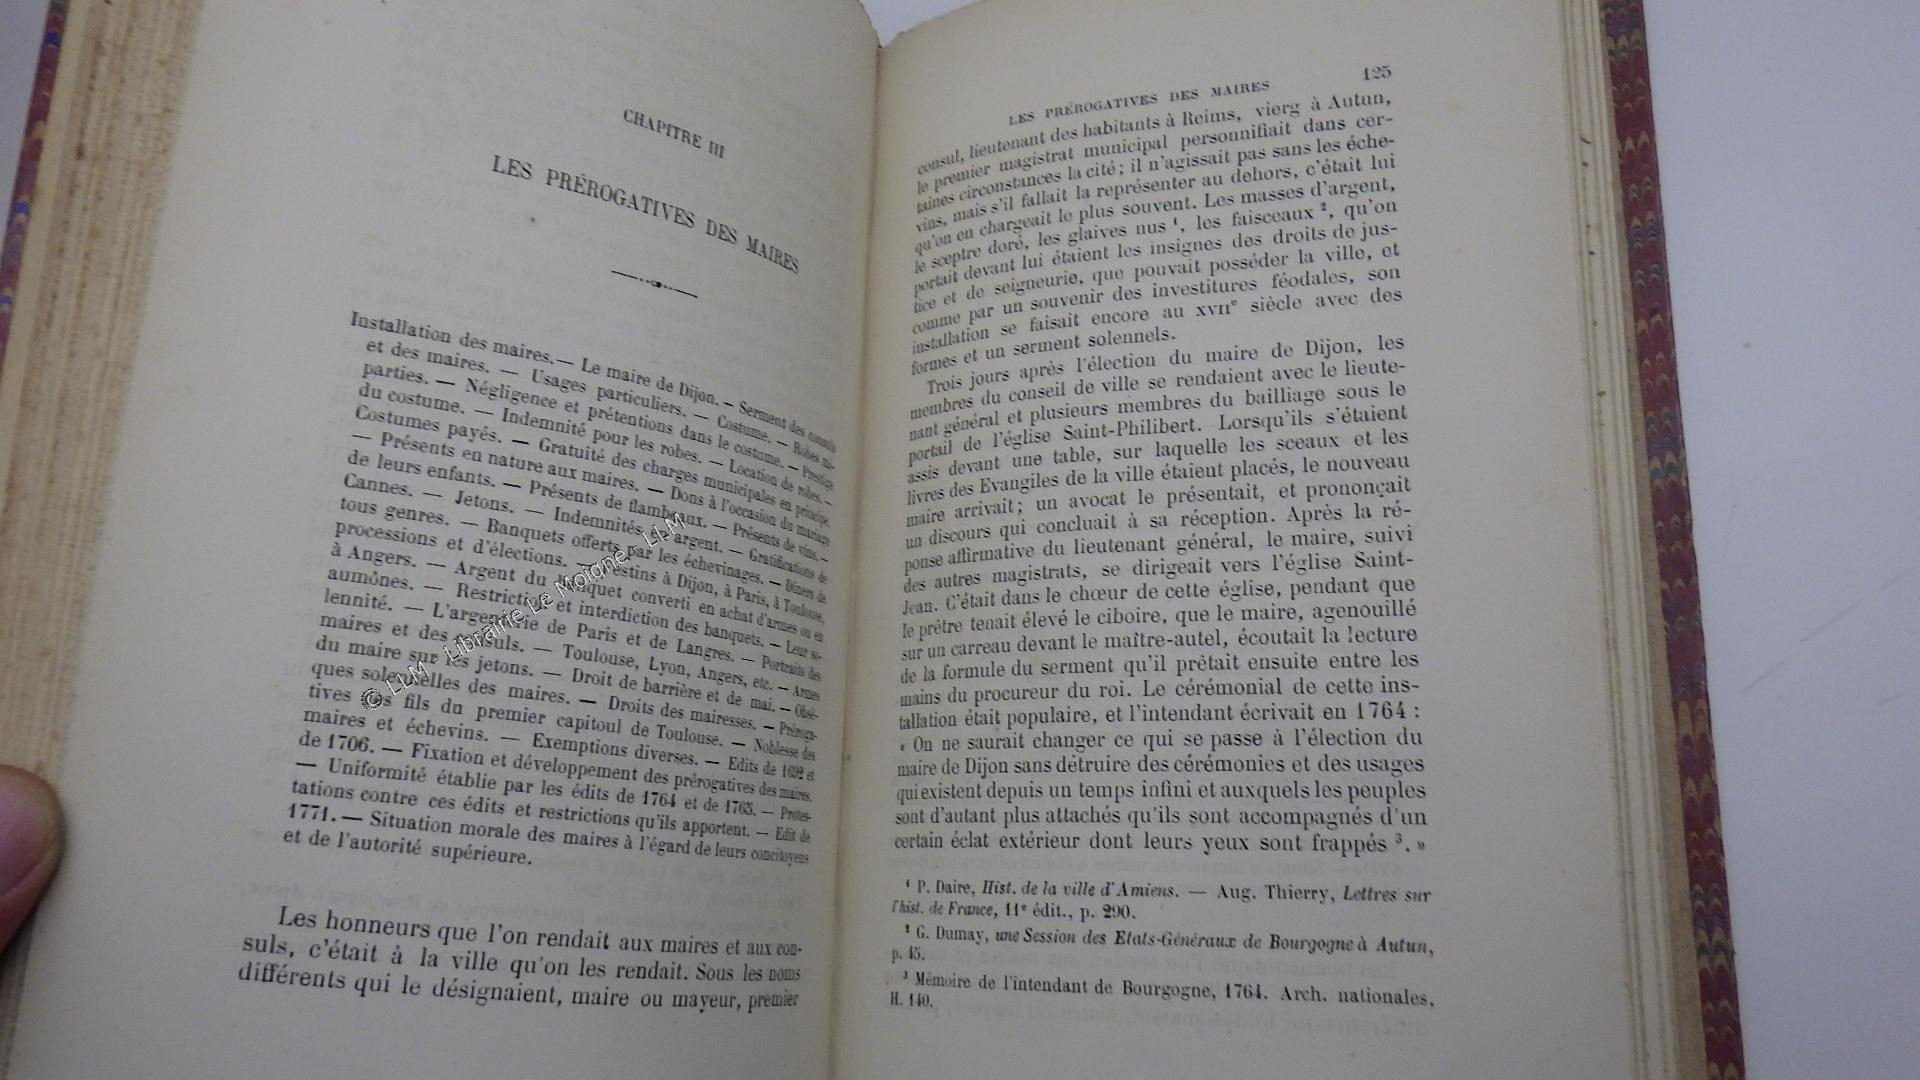 CHAPITRE III
LES PRÉROGATIVES DES MAIRES
Installation des maires. — Le maire de Dijon. — Serment des consuls
et des maires. — Usages particuliers. — Costume. — Robes mi-
parties. — Négligence et prétentions dans le costume. — Prestige
du costume. — Indemnité pour les robes. — Location de robes. —
Costumes payés. — Gratuité des charges municipales en principe.
— Présents en nature aux maires. — Dons à l'occasion du mariage
de leurs enfants. — Présents de flambeaux. — Présents de vins. —
Cannes. — Jetons. — Indemnités en argent. — Gratifications de
tous genres. — Banquets offerts par les échevinages. — Dîners de
processions et d'élections. — Festins à Dijon, à Paris, à Toulouse,
à Angers. — Argent du banquet converti en achat d'armes ou en
aumônes. — Restriction et interdiction des banquets. — Leur so-
lennité. — L'argenterie de Paris et de Langres. — Portraits des
maires et des consuls. — Toulouse, Lyon, Angers, etc. — Armes
du maire sur les jetons. — Droit de barrière et de mai. — Obsè-
ques solennelles des maires. — Droits des mairesses. — Préroga-
tives des fils du premier capitoul de Toulouse. — Noblesse des
maires et échevins. — Exemptions diverses. — Edits de 1692 et
de 1706. — Fixation et développement des prérogatives des maires.
— Uniformité établie par les édits de 1764 et de 1765. — Protes-
tations contre ces édits et restrictions qu'ils apportent. — Edit de
1771. — Situation morale des maires à l'égard de leurs concitoyens
et de l'autorité supérieure.
Les honneurs que l'on rendait aux maires et aux con-
suls, c'était à la ville qu'on les rendait. Sous les noms
différents qui le désignaient, maire ou mayeur, premier
© LLM - Librairie Le Moione - LLM
LES PRÉROGATIVES DES MAIRES 125
consul, lieutenant des habitants à Reims, vierg à Autun,
le premier magistrat municipal personnifiait dans cer-
taines circonstances la cité; il n'agissait pas sans les éche-
vins, mais s'il fallait la représenter au dehors, c'était lui
qu'on en chargeait le plus souvent. Les masses d'argent,
le sceptre doré, les glaives nus ¹, les faisceaux ², qu'on
portait devant lui étaient les insignes des droits de jus-
tice et de seigneurie, que pouvait posséder la ville, et
comme par un souvenir des investitures féodales, son
installation se faisait encore au XVIIe siècle avec des
formes et un serment solennels.
Trois jours après l'élection du maire de Dijon, les
membres du conseil de ville se rendaient avec le lieute-
nant général et plusieurs membres du bailliage sous le
portail de l'église Saint-Philibert. Lorsqu'ils s'étaient
assis devant une table, sur laquelle les sceaux et les
livres des Evangiles de la ville étaient placés, le nouveau
maire arrivait; un avocat le présentait, et prononçait
un discours qui concluait à sa réception. Après la ré-
ponse affirmative du lieutenant général, le maire, suivi
des autres magistrats, se dirigeait vers l'église Saint-
Jean. C'était dans le chœur de cette église, pendant que
le prêtre tenait élevé le ciboire, que le maire, agenouillé
sur un carreau devant le maître-autel, écoutait la lecture
de la formule du serment qu'il prêtait ensuite entre les
mains du procureur du roi. Le cérémonial de cette ins-
tallation était populaire, et l'intendant écrivait en 1764 :
« On ne saurait changer ce qui se passe à l'élection du
maire de Dijon sans détruire des cérémonies et des usages
qui existent depuis un temps infini et auxquels les peuples
sont d'autant plus attachés qu'ils sont accompagnés d'un
certain éclat extérieur dont leurs yeux sont frappés ³. »
¹ P. Daire, Hist. de la ville d'Amiens. — Aug. Thierry, Lettres sur
l'hist. de France, 11e édit., p. 290.
² G. Dumay, une Session des Etats-Généraux de Bourgogne à Autun,
p. 45.
³ Mémoire de l'intendant de Bourgogne, 1764. Arch. nationales,
H. 140.